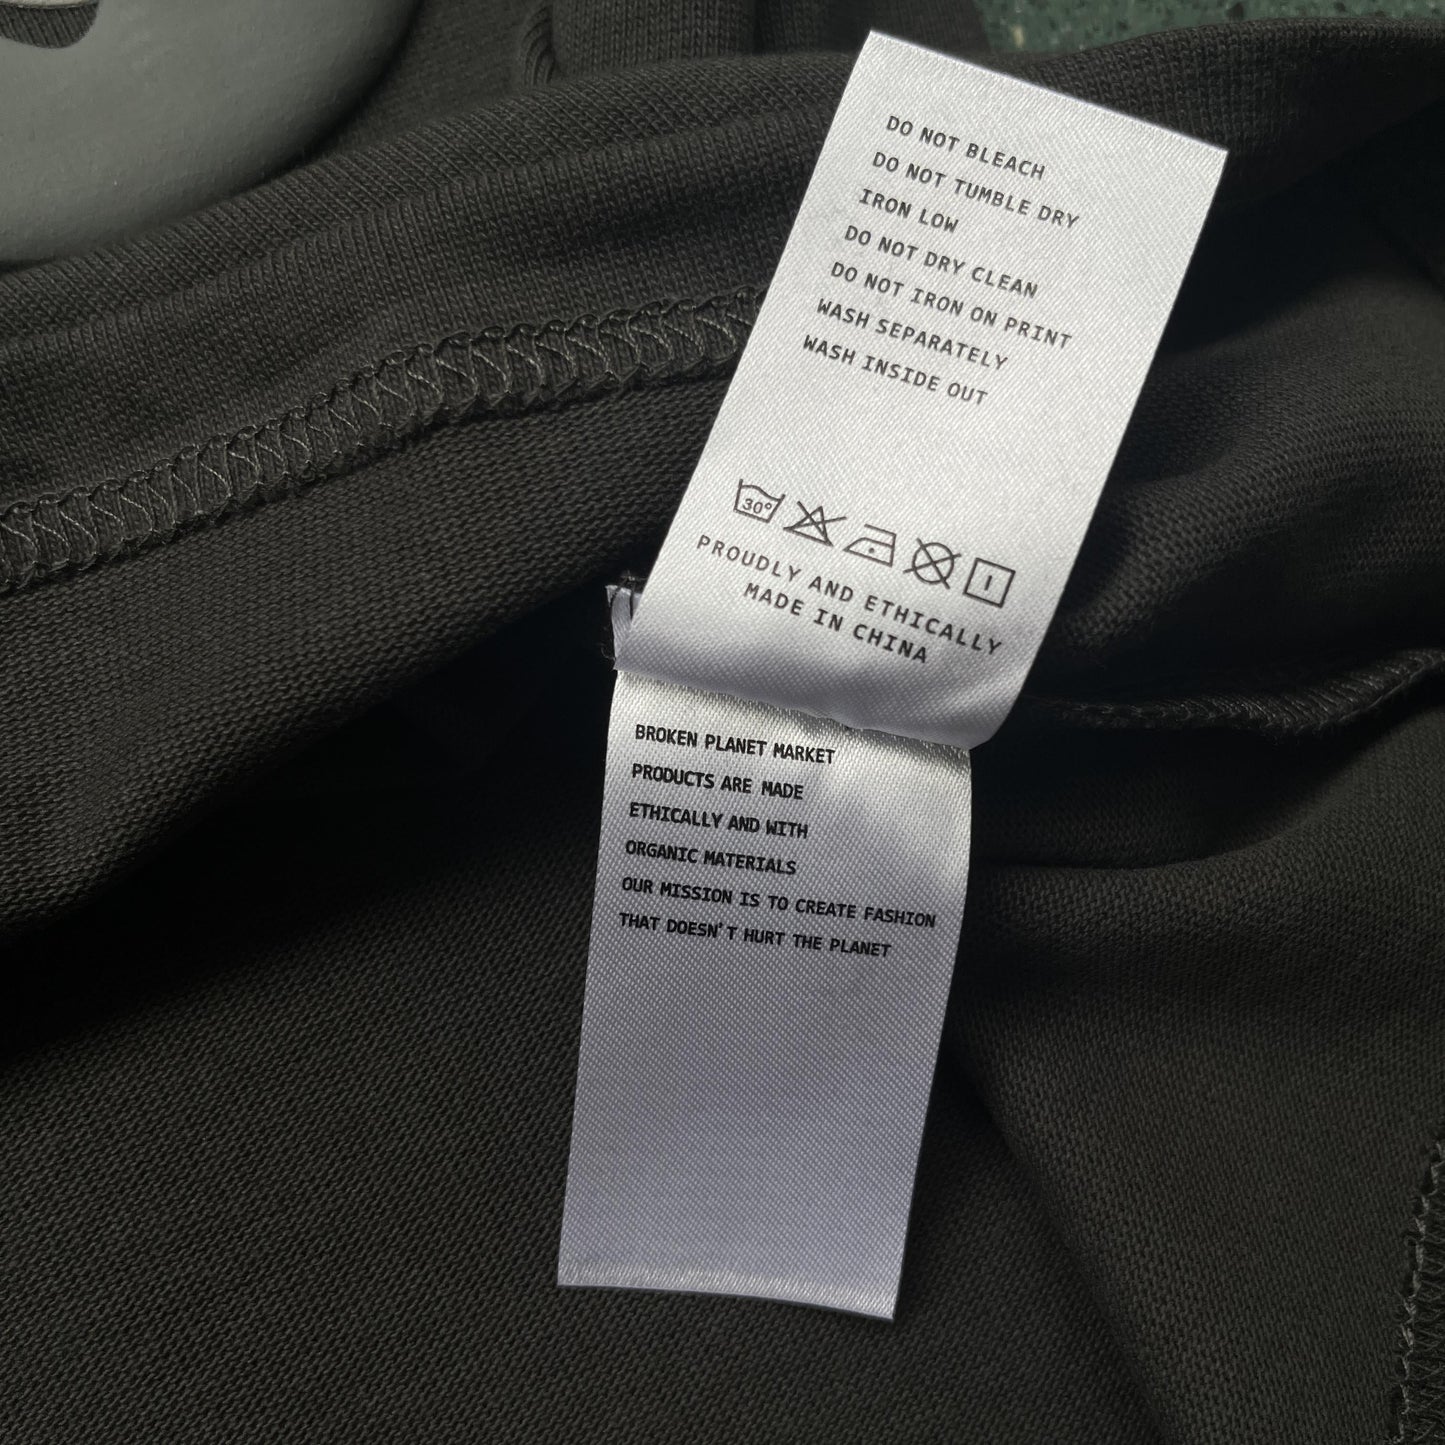 DO NOT BLEACH
DO NOT TUMBLE DRY
IRON LOW
DO NOT DRY CLEAN
DO NOT IRON ON PRINT
WASH SEPARATELY
WASH INSIDE OUT
30°
PROUDLY AND ETHICALLY
MADE IN CHINA
BROKEN PLANET MARKET
PRODUCTS ARE MADE
ETHICALLY AND WITH
ORGANIC MATERIALS
OUR MISSION IS TO CREATE FASHION
THAT DOESN'T HURT THE PLANET